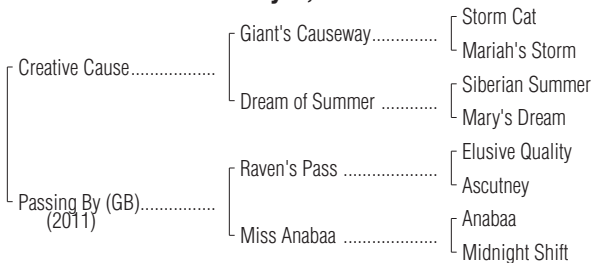 Storm Cat
Giant's Causeway..............
Mariah's Storm
Creative Cause..................
Siberian Summer
Dream of Summer ............
Mary's Dream
Elusive Quality
Raven's Pass ....................
Ascutney
Passing By (GB)................
(2011)
Anabaa
Miss Anabaa ....................
Midnight Shift